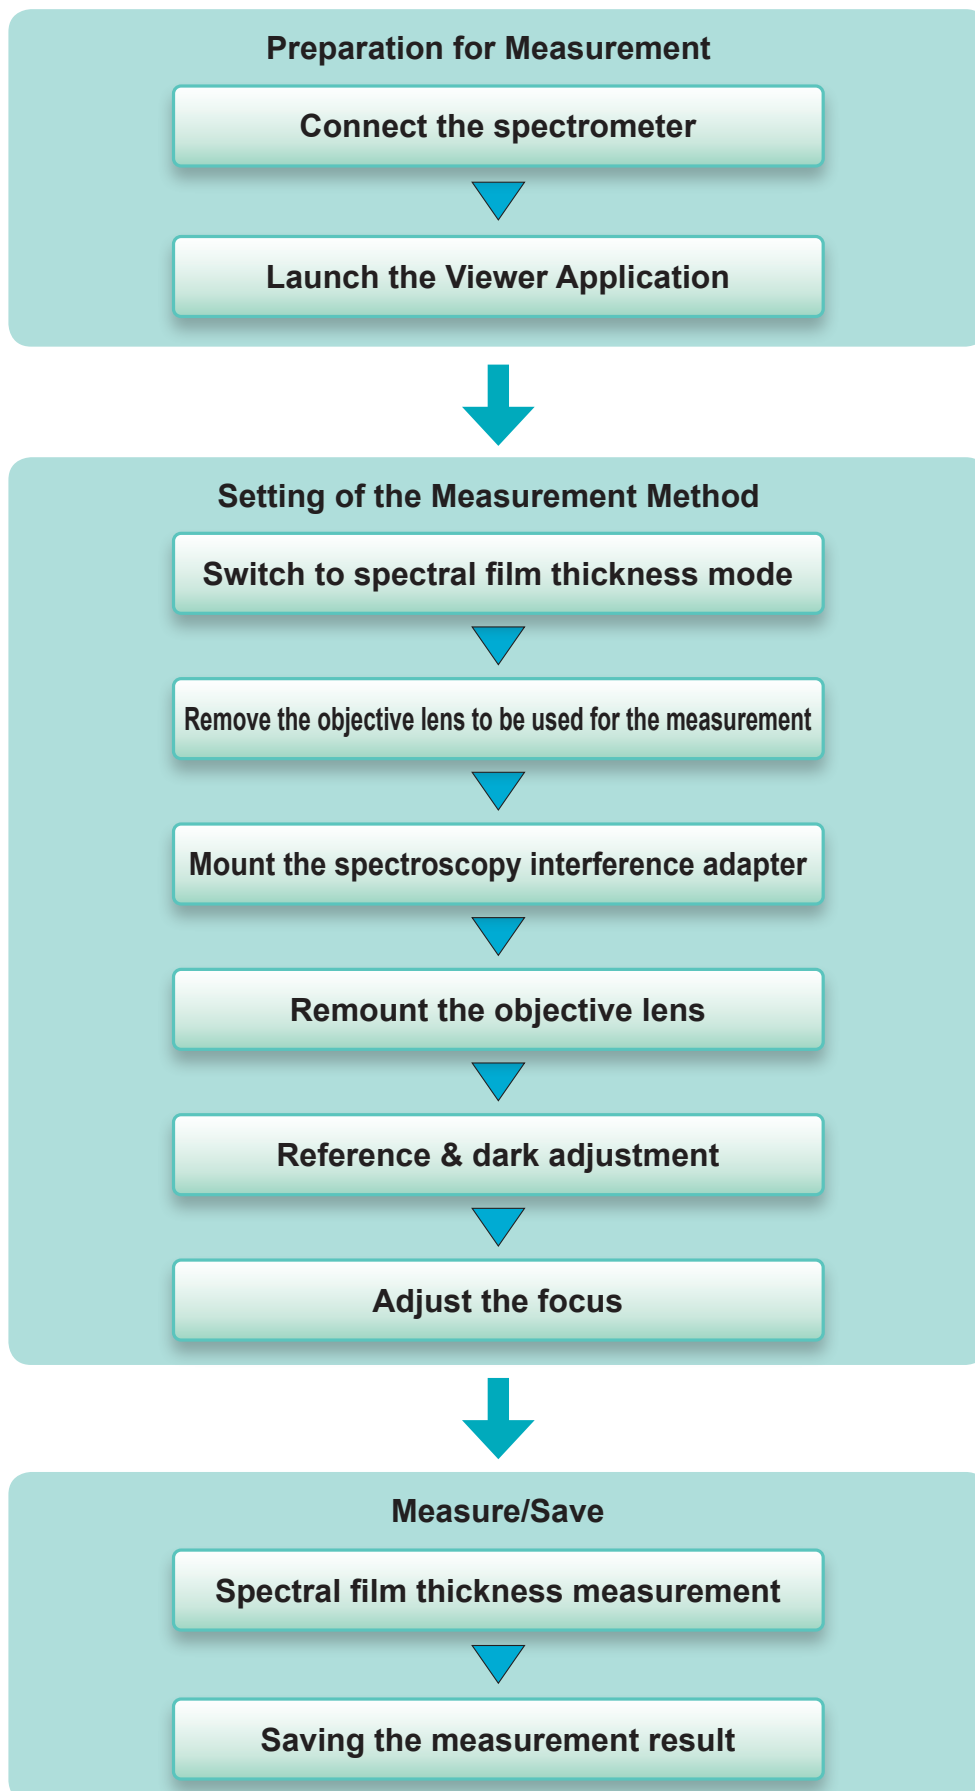 Preparation for Measurement
Connect the spectrometer
Launch the Viewer Application
Setting of the Measurement Method
Switch to spectral film thickness mode
Remove the objective lens to be used for the measurement
Mount the spectroscopy interference adapter
Remount the objective lens
Reference & dark adjustment
Adjust the focus
Measure/Save
Spectral film thickness measurement
Saving the measurement result